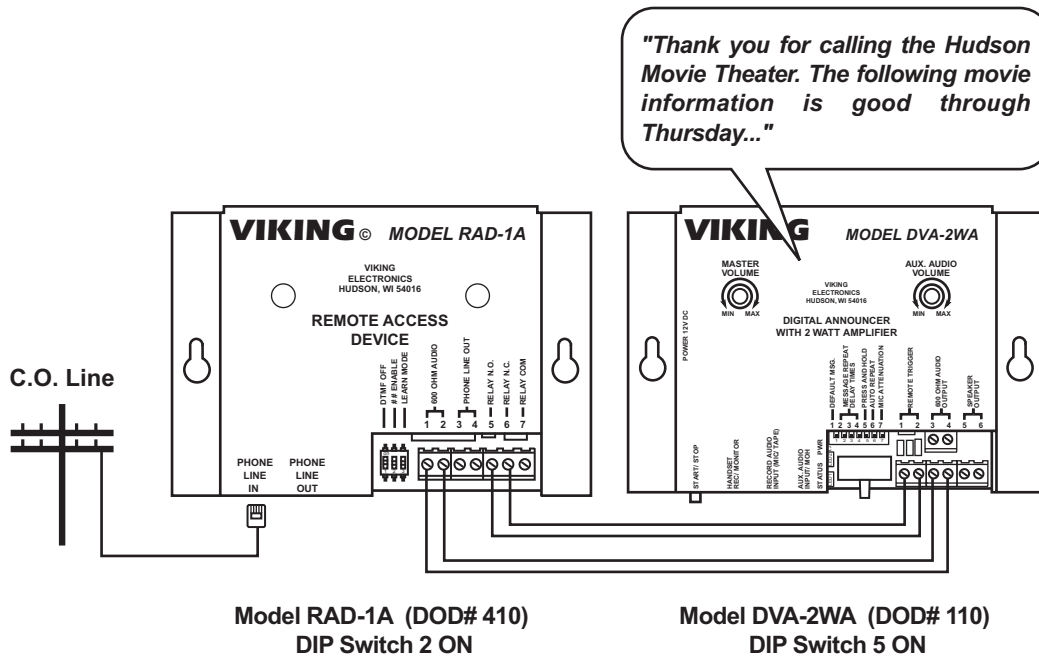 "Thank you for calling the Hudson
Movie Theater. The following movie
information is good through
Thursday..."
VIKING © MODEL RAD-1A
VIKING
ELECTRONICS
HUDSON, WI 54016
REMOTE ACCESS
DEVICE
DTMF OFF
# # ENABLE
LEARN MODE
600 OHM AUDIO
PHONE LINE OUT
RELAY N.O.
RELAY N.C.
RELAY COM
1 2 3 4 5 6 7
PHONE
LINE
IN
PHONE
LINE
OUT
C.O. Line
VIKING MODEL DVA-2WA
MASTER
VOLUME
MIN MAX
VIKING
ELECTRONICS
HUDSON, WI 54016
AUX. AUDIO
VOLUME
MIN MAX
DIGITAL ANNOUNCER
WITH 2 WATT AMPLIFIER
POWER 12V DC
DEFAULT MSG.
MESSAGE REPEAT
DELAY TIMES
PRESS AND HOLD
AUTO REPEAT
MIC ATTENUATION
REMOTE TRIGGER
600 OHM AUDIO
OUTPUT
SPEAKER
OUTPUT
1 2 3 4 5 6 7
1 2 3 4 5 6
START/ STOP
HANDSET
REC/ MONITOR
RECORD AUDIO
INPUT (MIC/ TAPE)
AUX. AUDIO
INPUT/ MOH
STATUS PWR
Model RAD-1A (DOD# 410)
DIP Switch 2 ON
Model DVA-2WA (DOD# 110)
DIP Switch 5 ON